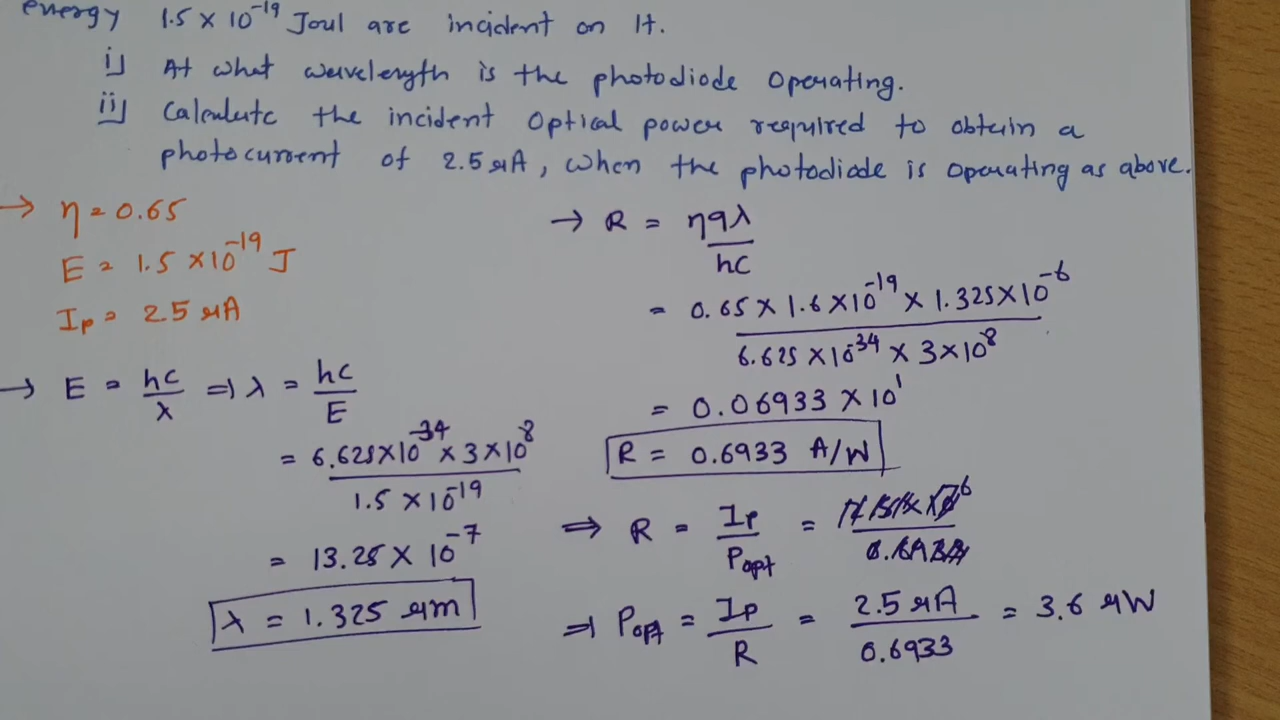 energy 1.5 × 10⁻¹⁹ Joul are incident on It.
i) At what wavelength is the photodiode operating.
ii) Calculate the incident optical power required to obtain a
photocurrent of 2.5 μA, when the photodiode is operating as above.
→ η = 0.65
E = 1.5 × 10⁻¹⁹ J
Ip = 2.5 μA
→ E = hc/λ ⇒ λ = hc/E
= 6.625 × 10⁻³⁴ × 3 × 10⁸ / 1.5 × 10⁻¹⁹
= 13.25 × 10⁻⁷
λ = 1.325 μm
→ R = ηqλ/hc
= 0.65 × 1.6 × 10⁻¹⁹ × 1.325 × 10⁻⁶ / 6.625 × 10⁻³⁴ × 3 × 10⁸
= 0.06933 × 10¹
R = 0.6933 A/W
⇒ R = Ip/Popt =
⇒ Popt = Ip/R = 2.5 μA / 0.6933 = 3.6 μW